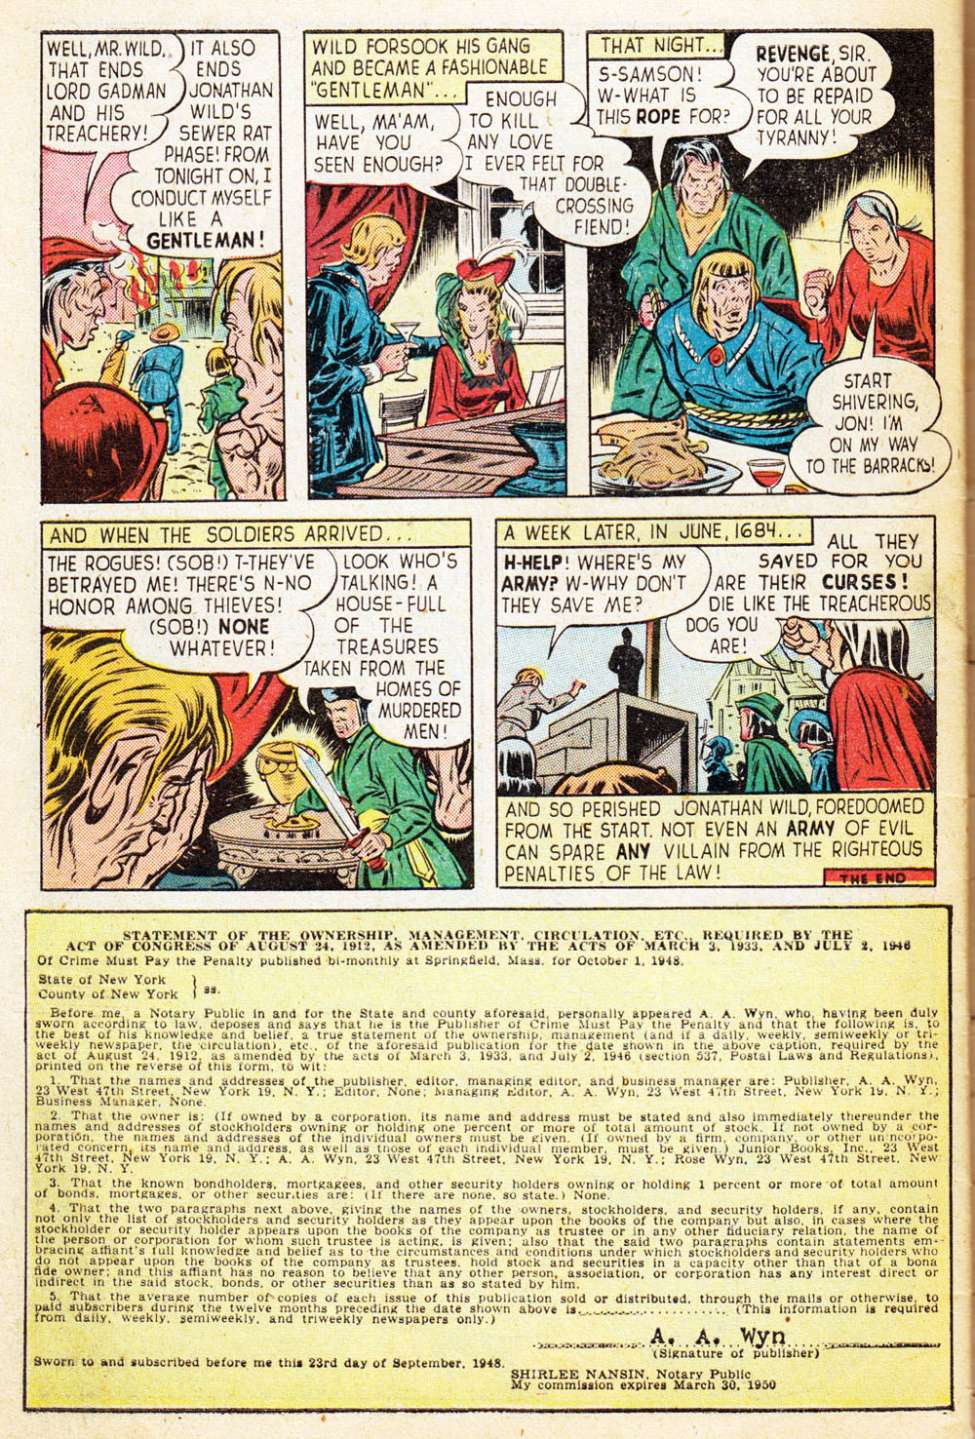 WELL, MR. WILD,
THAT ENDS
LORD GADMAN
AND HIS
TREACHERY!
IT ALSO
ENDS
JONATHAN
WILD'S
SEWER RAT
PHASE! FROM
TONIGHT ON, I
CONDUCT MYSELF
LIKE A
GENTLEMAN!
WILD FORSOOK HIS GANG
AND BECAME A FASHIONABLE
"GENTLEMAN"...
WELL, MA'AM,
HAVE YOU
SEEN ENOUGH?
ENOUGH
TO KILL
ANY LOVE
I EVER FELT FOR
THAT DOUBLE-
CROSSING
FIEND!
THAT NIGHT...
S-SAMSON!
W-WHAT IS
THIS ROPE FOR?
REVENGE, SIR.
YOU'RE ABOUT
TO BE REPAID
FOR ALL YOUR
TYRANNY!
START
SHIVERING,
JON! I'M
ON MY WAY
TO THE BARRACKS!
AND WHEN THE SOLDIERS ARRIVED...
THE ROGUES! (SOB!) T-THEY'VE
BETRAYED ME! THERE'S N-NO
HONOR AMONG THIEVES!
(SOB!) NONE
WHATEVER!
LOOK WHO'S
TALKING! A
HOUSE-FULL
OF THE
TREASURES
TAKEN FROM THE
HOMES OF
MURDERED
MEN!
A WEEK LATER, IN JUNE, 1684...
H-HELP! WHERE'S MY
ARMY? W-WHY DON'T
THEY SAVE ME?
ALL THEY
SAVED FOR YOU
ARE THEIR CURSES!
DIE LIKE THE TREACHEROUS
DOG YOU
ARE!
AND SO PERISHED JONATHAN WILD, FOREDOOMED
FROM THE START. NOT EVEN AN ARMY OF EVIL
CAN SPARE ANY VILLAIN FROM THE RIGHTEOUS
PENALTIES OF THE LAW!
THE END
STATEMENT OF THE OWNERSHIP, MANAGEMENT, CIRCULATION, ETC., REQUIRED BY THE
ACT OF CONGRESS OF AUGUST 24, 1912, AS AMENDED BY THE ACTS OF MARCH 3, 1933, AND JULY 2, 1946
Of Crime Must Pay the Penalty published bi-monthly at Springfield, Mass. for October 1, 1948.
State of New York
County of New York } ss.
Before me, a Notary Public in and for the State and county aforesaid, personally appeared A. A. Wyn, who, having been duly
sworn according to law, deposes and says that he is the Publisher of Crime Must Pay the Penalty and that the following is, to
the best of his knowledge and belief, a true statement of the ownership, management (and if a daily, weekly, semiweekly or tri-
weekly newspaper, the circulation), etc., of the aforesaid publication for the date shown in the above caption, required by the
act of August 24, 1912, as amended by the acts of March 3, 1933, and July 2, 1946 (section 537, Postal Laws and Regulations),
printed on the reverse of this form, to wit:
1. That the names and addresses of the publisher, editor, managing editor, and business manager are: Publisher, A. A. Wyn,
23 West 47th Street, New York 19, N. Y.; Editor, None; Managing Editor, A. A. Wyn, 23 West 47th Street, New York 19, N. Y.;
Business Manager, None.
2. That the owner is: (If owned by a corporation, its name and address must be stated and also immediately thereunder the
names and addresses of stockholders owning or holding one percent or more of total amount of stock. If not owned by a cor-
poration, the names and addresses of the individual owners must be given. (If owned by a firm, company, or other unincorpo-
rated concern, its name and address, as well as those of each individual member, must be given.) Junior Books, Inc., 23 West
47th Street, New York 19, N. Y.; A. A. Wyn, 23 West 47th Street, New York 19, N. Y.; Rose Wyn, 23 West 47th Street, New
York 19, N. Y.
3. That the known bondholders, mortgagees, and other security holders owning or holding 1 percent or more of total amount
of bonds, mortgages, or other securities are: (If there are none, so state.) None.
4. That the two paragraphs next above, giving the names of the owners, stockholders, and security holders, if any, contain
not only the list of stockholders and security holders as they appear upon the books of the company but also, in cases where the
stockholder or security holder appears upon the books of the company as trustee or in any other fiduciary relation, the name of
the person or corporation for whom such trustee is acting, is given; also that the said two paragraphs contain statements em-
bracing affiant's full knowledge and belief as to the circumstances and conditions under which stockholders and security holders who
do not appear upon the books of the company as trustees, hold stock and securities in a capacity other than that of a bona
fide owner; and this affiant has no reason to believe that any other person, association, or corporation has any interest direct or
indirect in the said stock, bonds, other securities than as so stated by him.
5. That the average number of copies of each issue of this publication sold or distributed, through the mails or otherwise, to
paid subscribers during the twelve months preceding the date shown above is.................... (This information is required
from daily, weekly, semiweekly, and triweekly newspapers only.)
A. A. Wyn
(Signature of publisher)
Sworn to and subscribed before me this 23rd day of September, 1948.
SHIRLEE NANSIN, Notary Public
My commission expires March 30, 1950